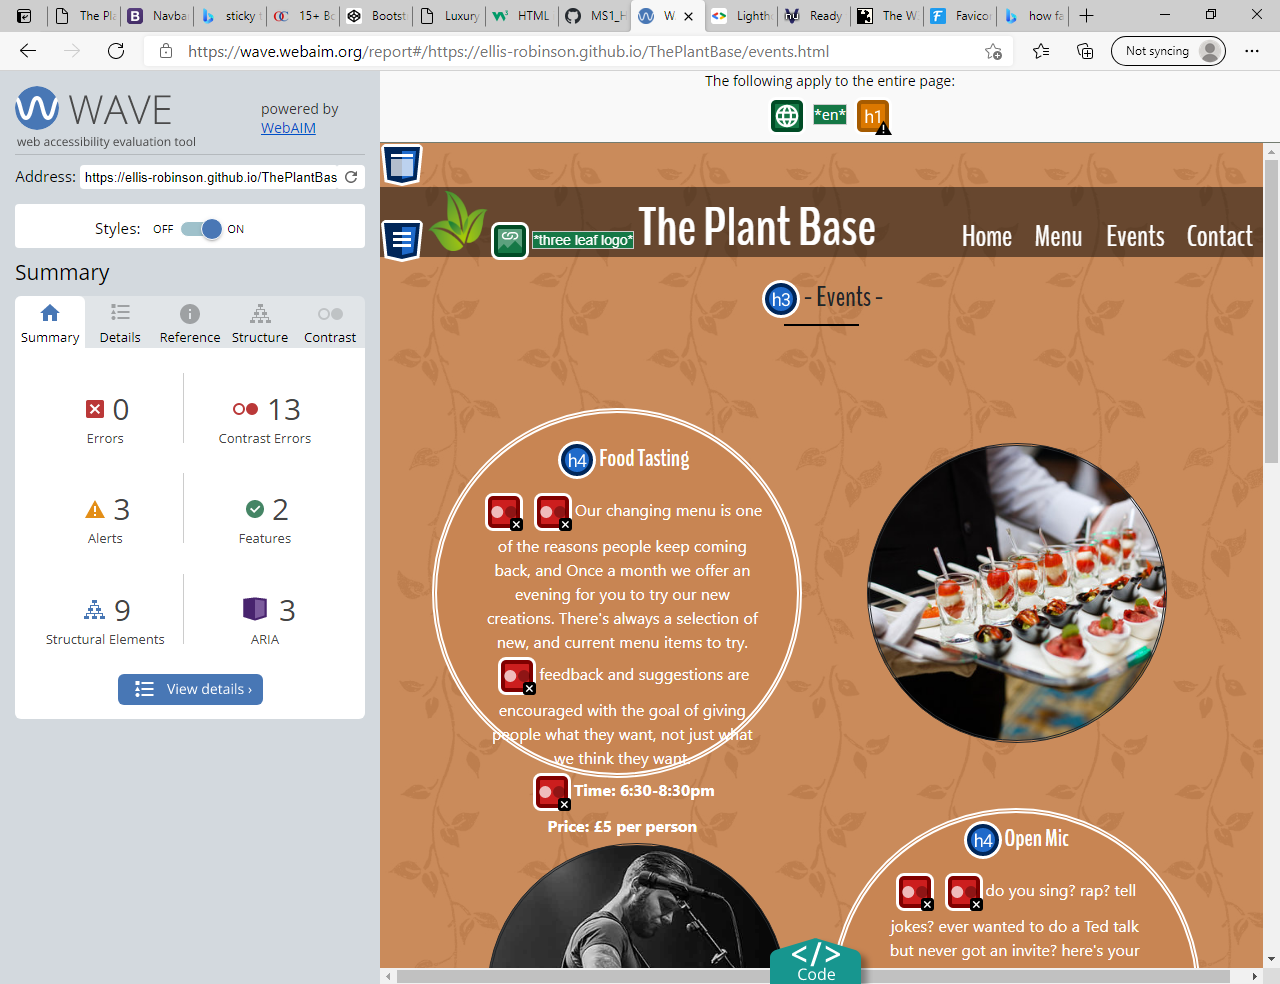 The Pla
Navba
sticky
15+ Bo
Bootst
Luxury
HTML
MS1_H
W
Lighth
Ready
The W
Favico
how fa
https://wave.webaim.org/report#/https://ellis-robinson.github.io/ThePlantBase/events.html
Not syncing
WAVE
web accessibility evaluation tool
powered by
WebAIM
Address: https://ellis-robinson.github.io/ThePlantBas
Styles: OFF ON
Summary
Summary Details Reference Structure Contrast
0 Errors
13 Contrast Errors
3 Alerts
2 Features
9 Structural Elements
3 ARIA
View details ›
The following apply to the entire page:
*en* h1
*three leaf logo* The Plant Base
Home Menu Events Contact
h3 - Events -
h4 Food Tasting
Our changing menu is one
of the reasons people keep coming
back, and Once a month we offer an
evening for you to try our new
creations. There's always a selection of
new, and current menu items to try.
feedback and suggestions are
encouraged with the goal of giving
people what they want, not just what
we think they want.
Time: 6:30-8:30pm
Price: £5 per person
h4 Open Mic
do you sing? rap? tell
jokes? ever wanted to do a Ted talk
but never got an invite? here's your
</> Code